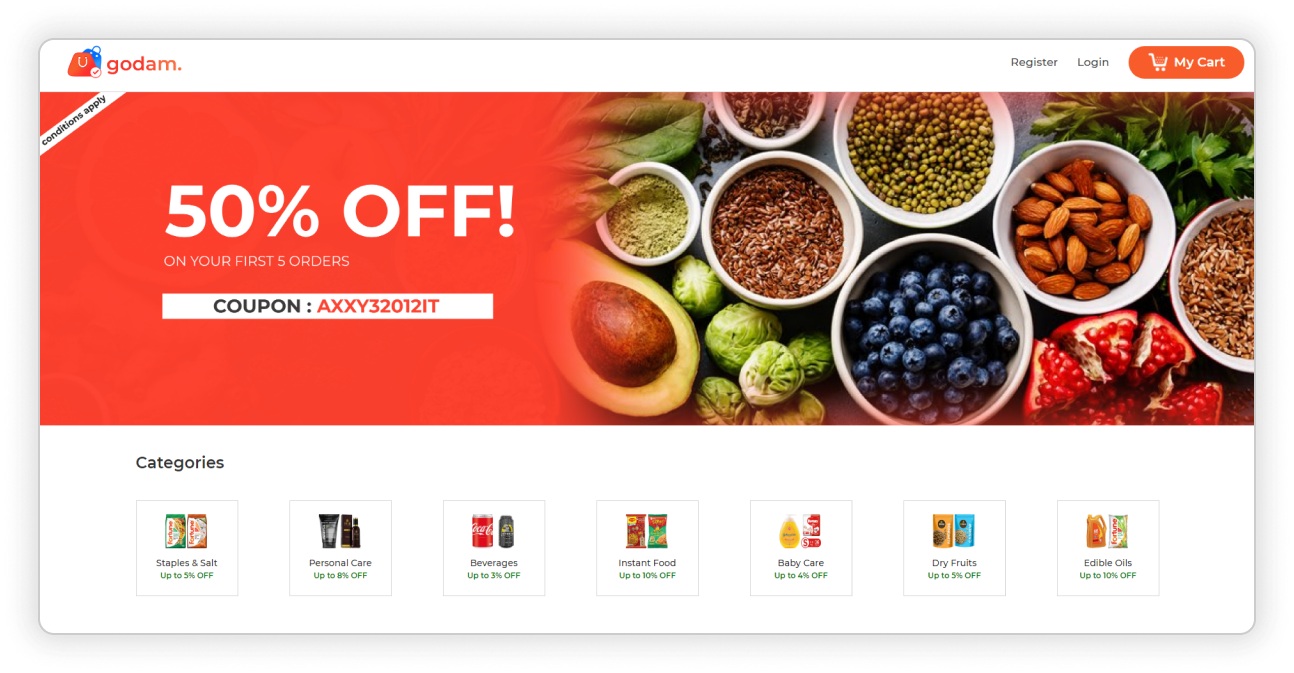 godam.
Register
Login
My Cart
conditions apply
50% OFF!
ON YOUR FIRST 5 ORDERS
COUPON : AXXY32012IT
Categories
Staples & Salt
Up to 5% OFF
Personal Care
Up to 8% OFF
Beverages
Up to 3% OFF
Instant Food
Up to 10% OFF
Baby Care
Up to 4% OFF
Dry Fruits
Up to 5% OFF
Edible Oils
Up to 10% OFF